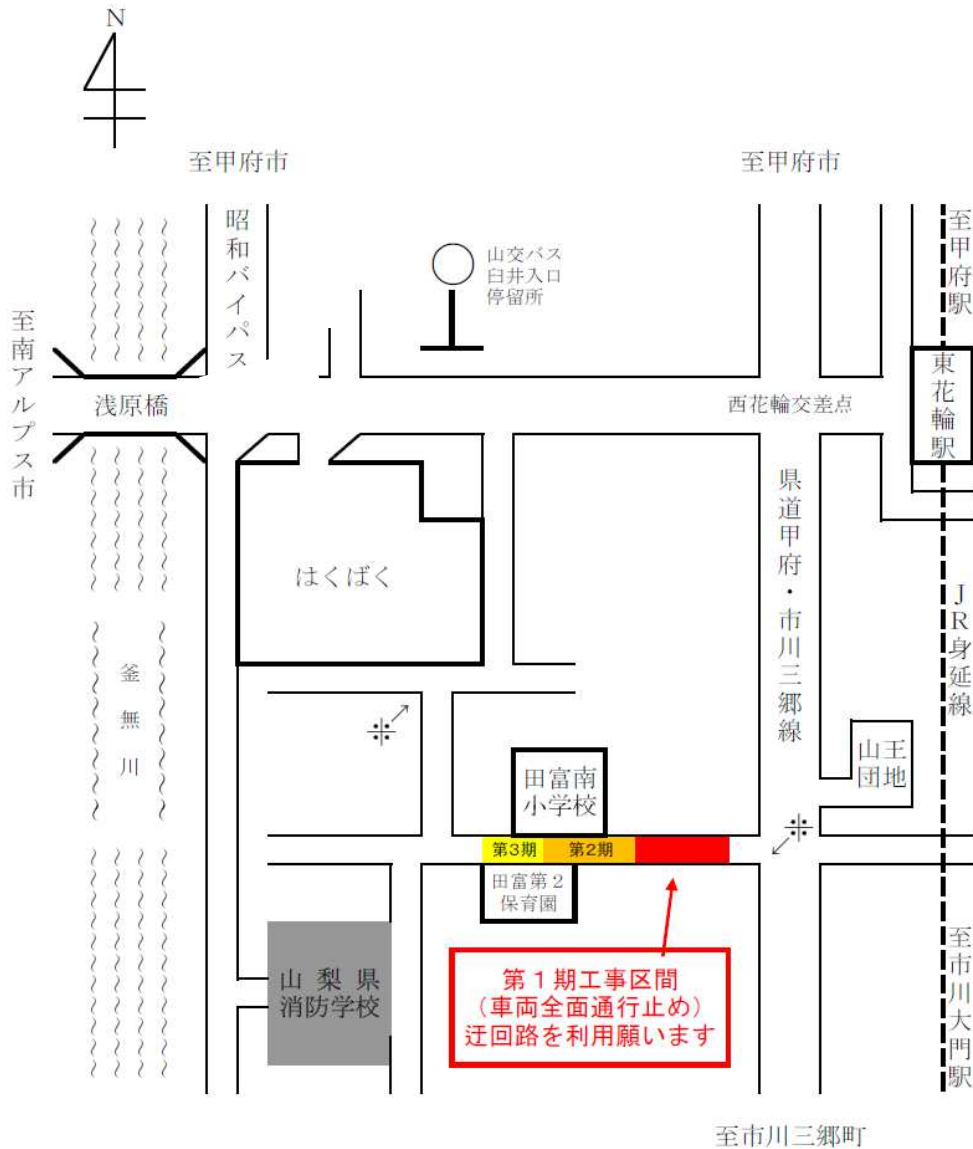 N
至甲府市
至甲府市
昭和バイパス
山交バス
臼井入口
停留所
至甲府駅
至南アルプス市
浅原橋
西花輪交差点
東花輪駅
県道甲府・市川三郷線
はくばく
JR身延線
釜無川
※
田富南
小学校
山王
団地
※
第3期
第2期
田富第2
保育園
山梨県
消防学校
第1期工事区間
（車両全面通行止め）
迂回路を利用願います
至市川大門駅
至市川三郷町